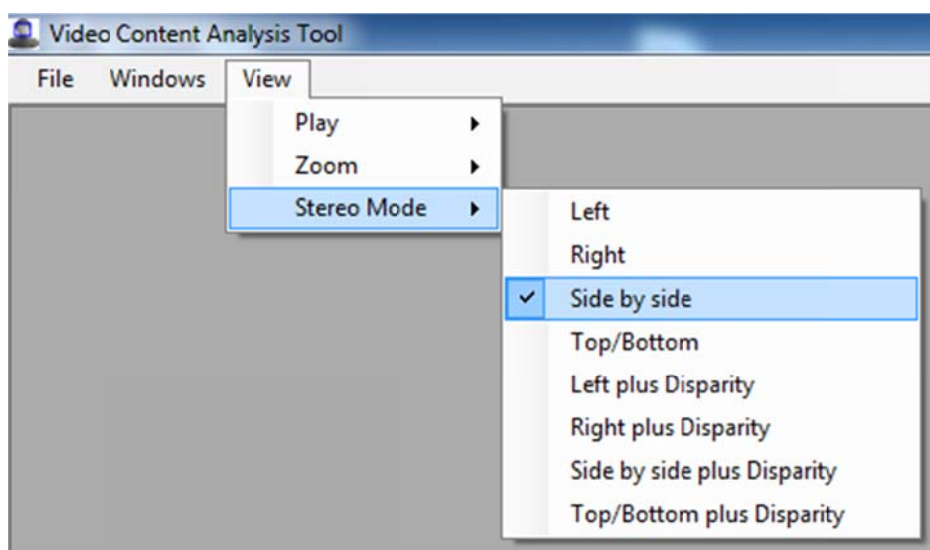 Video Content Analysis Tool
File Windows View
Play
Zoom
Stereo Mode
Left
Right
Side by side
Top/Bottom
Left plus Disparity
Right plus Disparity
Side by side plus Disparity
Top/Bottom plus Disparity